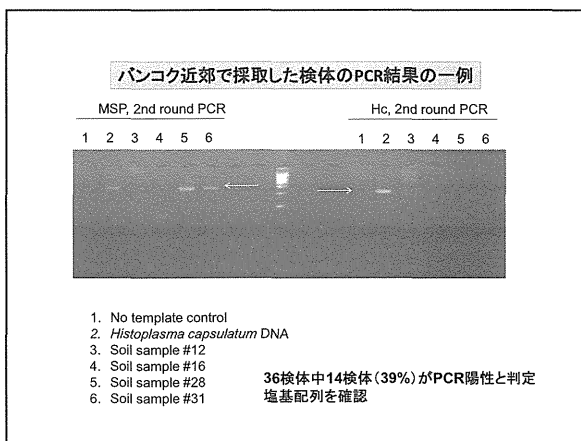 バンコク近郊で採取した検体のPCR結果の一例
MSP, 2nd round PCR
1 2 3 4 5 6
Hc, 2nd round PCR
1 2 3 4 5 6
1. No template control
2. Histoplasma capsulatum DNA
3. Soil sample #12
4. Soil sample #16
5. Soil sample #28
6. Soil sample #31
36検体中14検体(39%)がPCR陽性と判定
塩基配列を確認